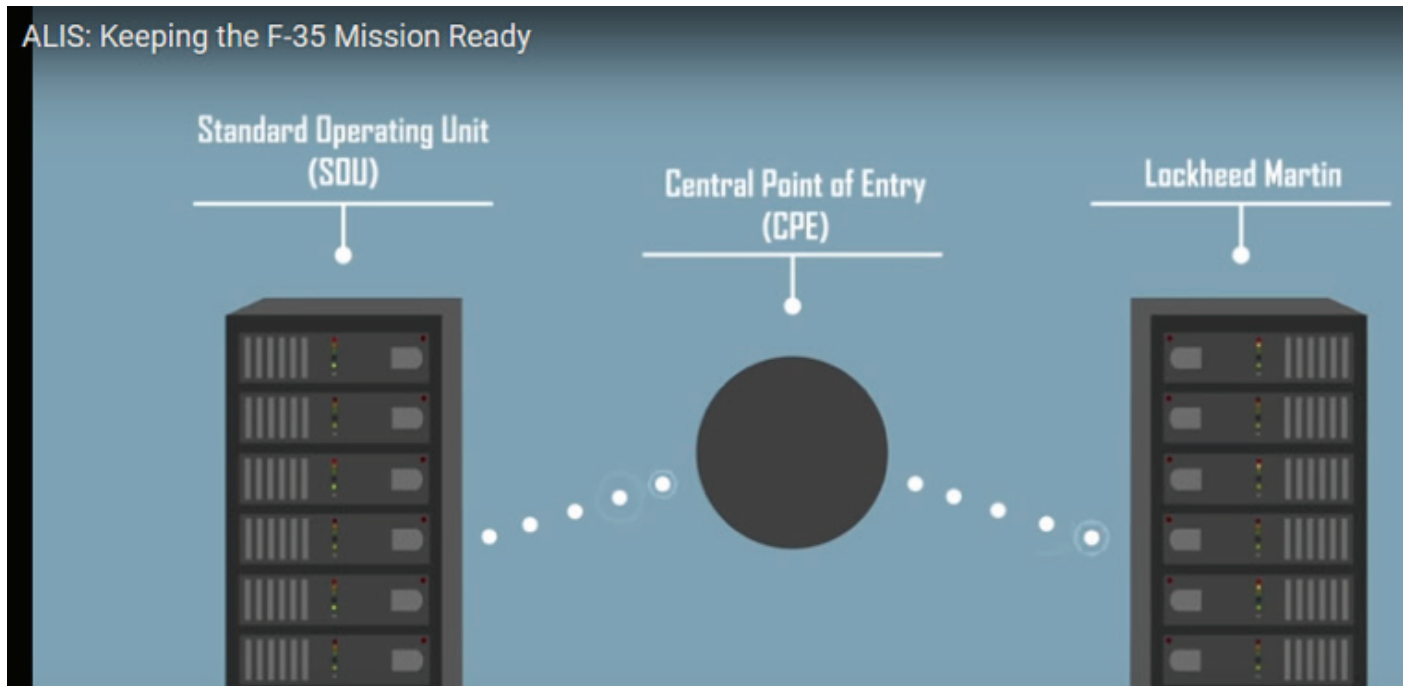 ALIS: Keeping the F-35 Mission Ready
Standard Operating Unit
(SOU)
Central Point of Entry
(CPE)
Lockheed Martin